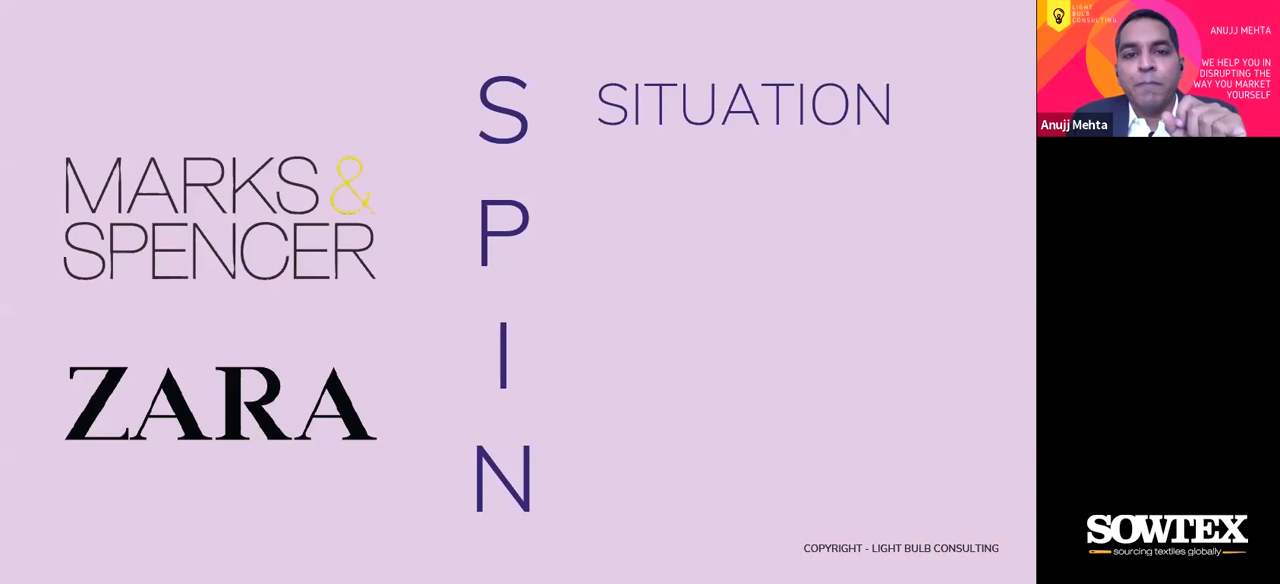 MARKS &
SPENCER
ZARA
S SITUATION
P
I
N
COPYRIGHT - LIGHT BULB CONSULTING
LIGHT
BULB
CONSULTING
ANUJJ MEHTA
WE HELP YOU IN
DISRUPTING THE
WAY YOU MARKET
YOURSELF
Anujj Mehta
SOWTEX
sourcing textiles globally